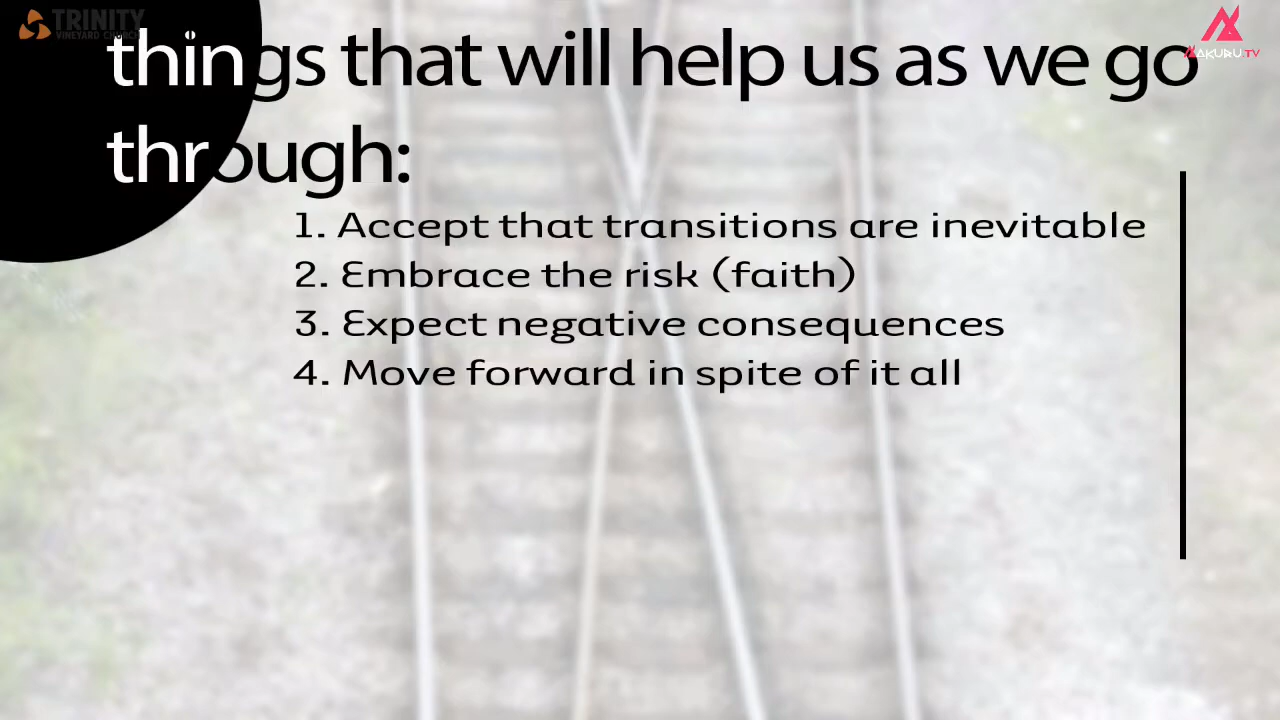 TRINITY
VINEYARD CHURCH
MAKURU TV
things that will help us as we go
through:
1. Accept that transitions are inevitable
2. Embrace the risk (faith)
3. Expect negative consequences
4. Move forward in spite of it all